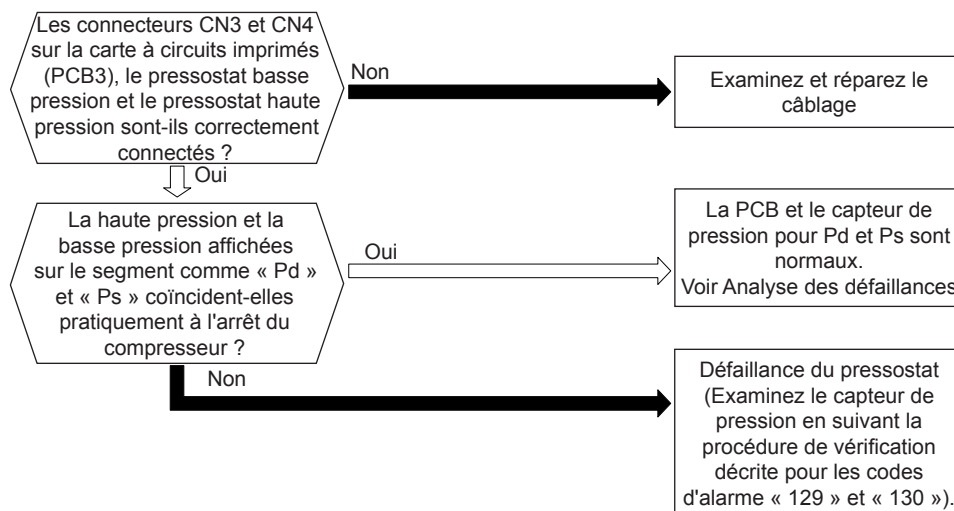 Les connecteurs CN3 et CN4
sur la carte à circuits imprimés
(PCB3), le pressostat basse
pression et le pressostat haute
pression sont-ils correctement
connectés ?
Non
Examinez et réparez le
câblage
Oui
La haute pression et la
basse pression affichées
sur le segment comme « Pd »
et « Ps » coïncident-elles
pratiquement à l'arrêt du
compresseur ?
Oui
La PCB et le capteur de
pression pour Pd et Ps sont
normaux.
Voir Analyse des défaillances
Non
Défaillance du pressostat
(Examinez le capteur de
pression en suivant la
procédure de vérification
décrite pour les codes
d'alarme « 129 » et « 130 »).